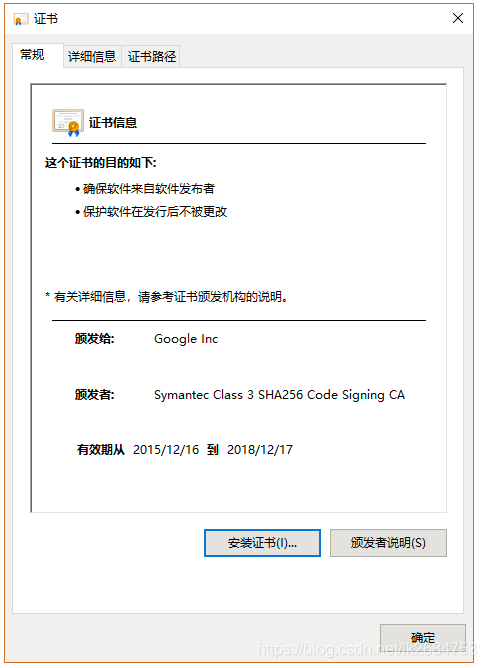 证书
常规 详细信息 证书路径
证书信息
这个证书的目的如下:
• 确保软件来自软件发布者
• 保护软件在发行后不被更改
* 有关详细信息，请参考证书颁发机构的说明。
颁发给: Google Inc
颁发者: Symantec Class 3 SHA256 Code Signing CA
有效期从 2015/12/16 到 2018/12/17
安装证书(I)... 颁发者说明(S)
确定